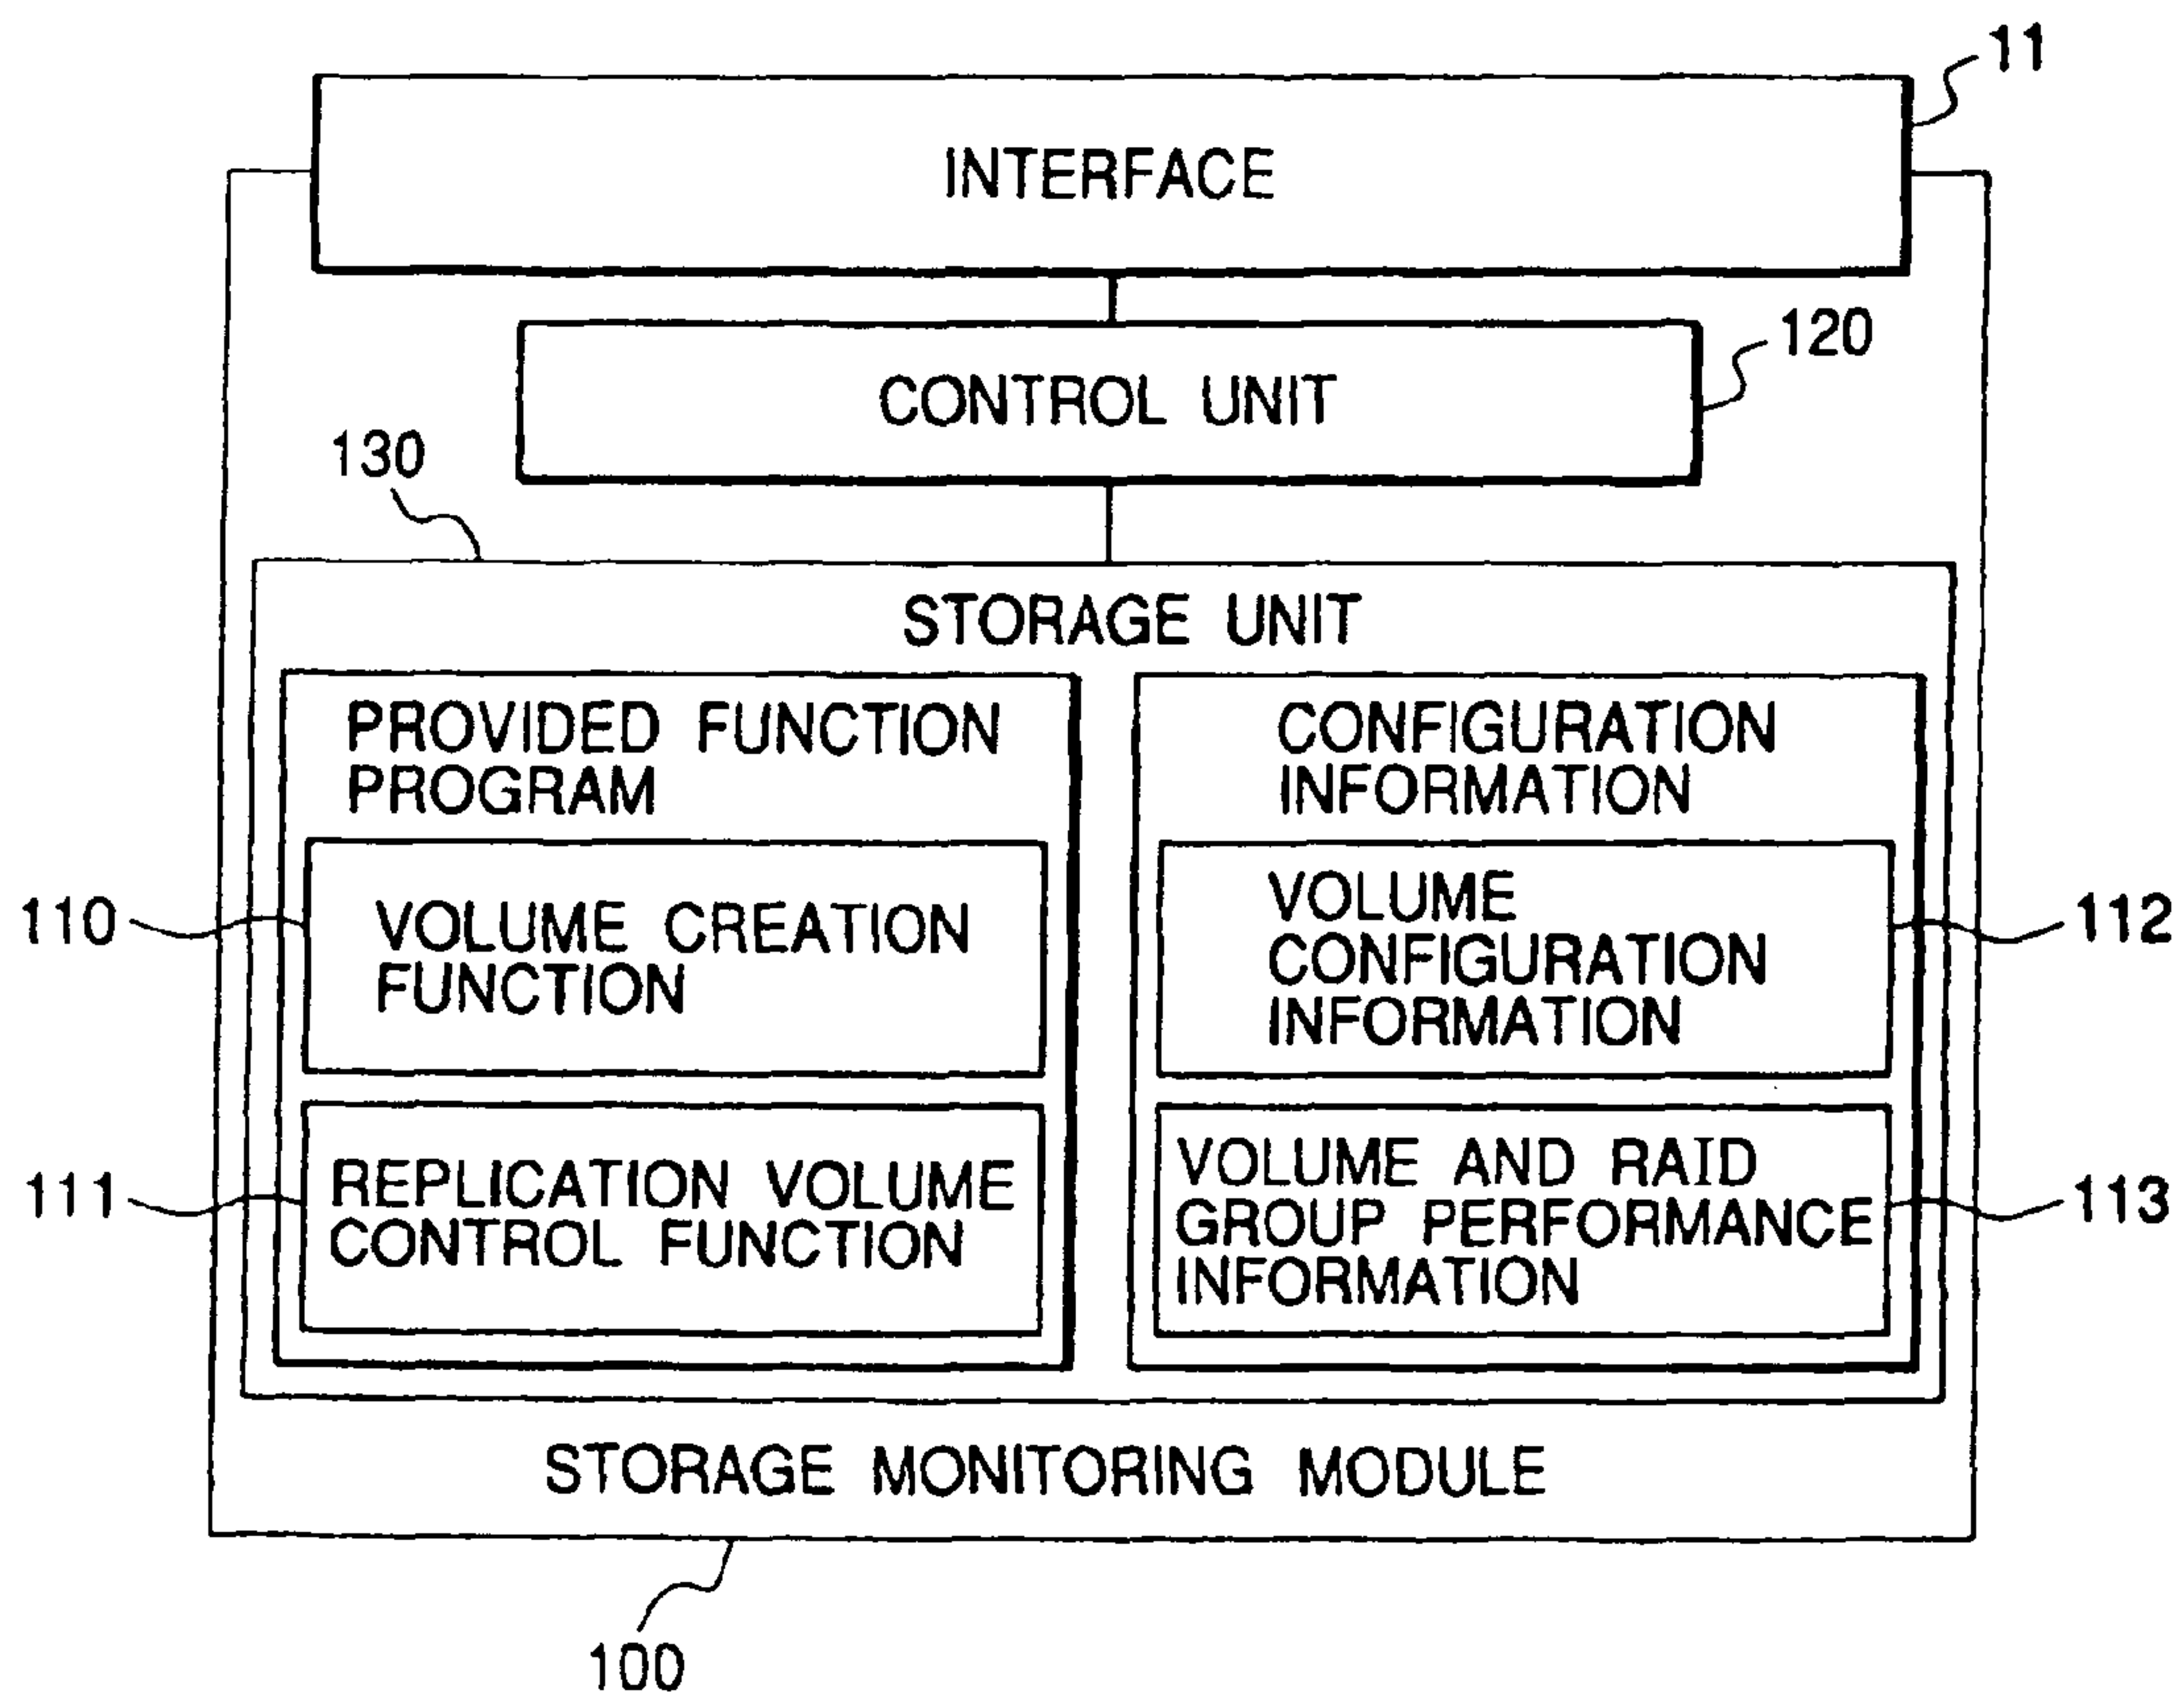 11
INTERFACE
120
CONTROL UNIT
130
STORAGE UNIT
PROVIDED FUNCTION
PROGRAM
CONFIGURATION
INFORMATION
110
VOLUME CREATION
FUNCTION
VOLUME
CONFIGURATION
INFORMATION
112
111
REPLICATION VOLUME
CONTROL FUNCTION
VOLUME AND RAID
GROUP PERFORMANCE
INFORMATION
113
STORAGE MONITORING MODULE
100